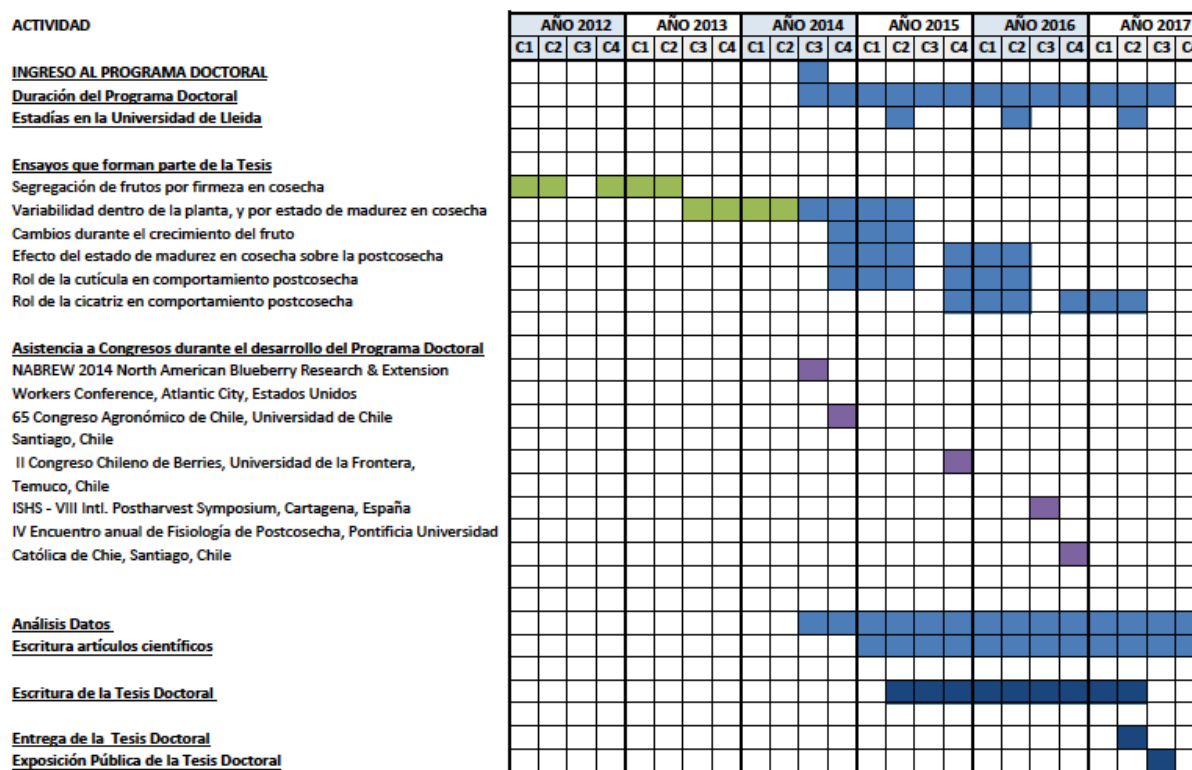 ACTIVIDAD AÑO 2012 AÑO 2013 AÑO 2014 AÑO 2015 AÑO 2016 AÑO 2017
C1 C2 C3 C4 C1 C2 C3 C4 C1 C2 C3 C4 C1 C2 C3 C4 C1 C2 C3 C4 C1 C2 C3 C4
INGRESO AL PROGRAMA DOCTORAL
Duración del Programa Doctoral
Estadías en la Universidad de Lleida
Ensayos que forman parte de la Tesis
Segregación de frutos por firmeza en cosecha
Variabilidad dentro de la planta, y por estado de madurez en cosecha
Cambios durante el crecimiento del fruto
Efecto del estado de madurez en cosecha sobre la postcosecha
Rol de la cutícula en comportamiento postcosecha
Rol de la cicatriz en comportamiento postcosecha
Asistencia a Congresos durante el desarrollo del Programa Doctoral
NABREW 2014 North American Blueberry Research & Extension
Workers Conference, Atlantic City, Estados Unidos
65 Congreso Agronómico de Chile, Universidad de Chile
Santiago, Chile
II Congreso Chileno de Berries, Universidad de la Frontera,
Temuco, Chile
ISHS - VIII Intl. Postharvest Symposium, Cartagena, España
IV Encuentro anual de Fisiología de Postcosecha, Pontificia Universidad
Católica de Chie, Santiago, Chile
Análisis Datos
Escritura artículos científicos
Escritura de la Tesis Doctoral
Entrega de la Tesis Doctoral
Exposición Pública de la Tesis Doctoral